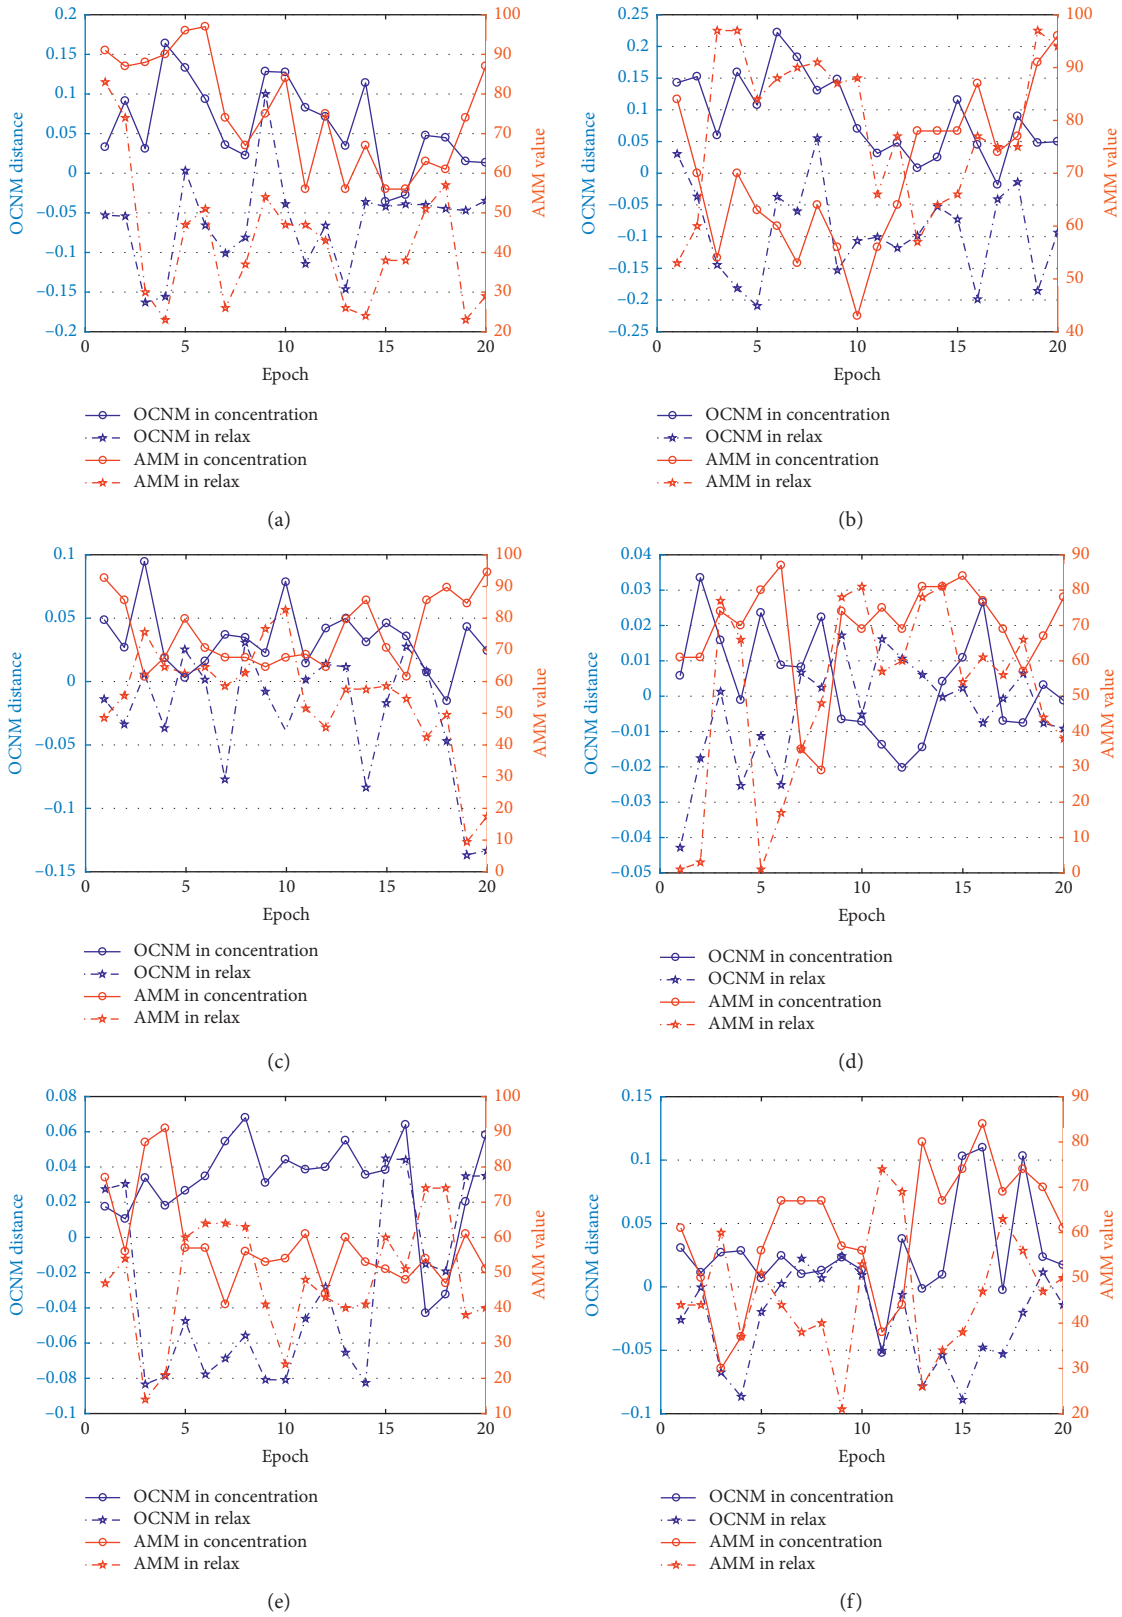 0.2
0.15
0.1
0.05
0
−0.05
−0.1
−0.15
−0.2
OCNM distance
100
90
80
70
60
50
40
30
20
AMM value
0 5 10 15 20
Epoch
OCNM in concentration
OCNM in relax
AMM in concentration
AMM in relax
(a)
0.25
0.2
0.15
0.1
0.05
0
−0.05
−0.1
−0.15
−0.2
−0.25
OCNM distance
100
90
80
70
60
50
40
AMM value
0 5 10 15 20
Epoch
OCNM in concentration
OCNM in relax
AMM in concentration
AMM in relax
(b)
0.1
0.05
0
−0.05
−0.1
−0.15
OCNM distance
100
90
80
70
60
50
40
30
20
10
0
AMM value
0 5 10 15 20
Epoch
OCNM in concentration
OCNM in relax
AMM in concentration
AMM in relax
(c)
0.04
0.03
0.02
0.01
0
−0.01
−0.02
−0.03
−0.04
−0.05
OCNM distance
90
80
70
60
50
40
30
20
10
0
AMM value
0 5 10 15 20
Epoch
OCNM in concentration
OCNM in relax
AMM in concentration
AMM in relax
(d)
0.08
0.06
0.04
0.02
0
−0.02
−0.04
−0.06
−0.08
−0.1
OCNM distance
100
90
80
70
60
50
40
30
20
10
AMM value
0 5 10 15 20
Epoch
OCNM in concentration
OCNM in relax
AMM in concentration
AMM in relax
(e)
0.15
0.1
0.05
0
−0.05
−0.1
OCNM distance
90
80
70
60
50
40
30
20
AMM value
0 5 10 15 20
Epoch
OCNM in concentration
OCNM in relax
AMM in concentration
AMM in relax
(f)